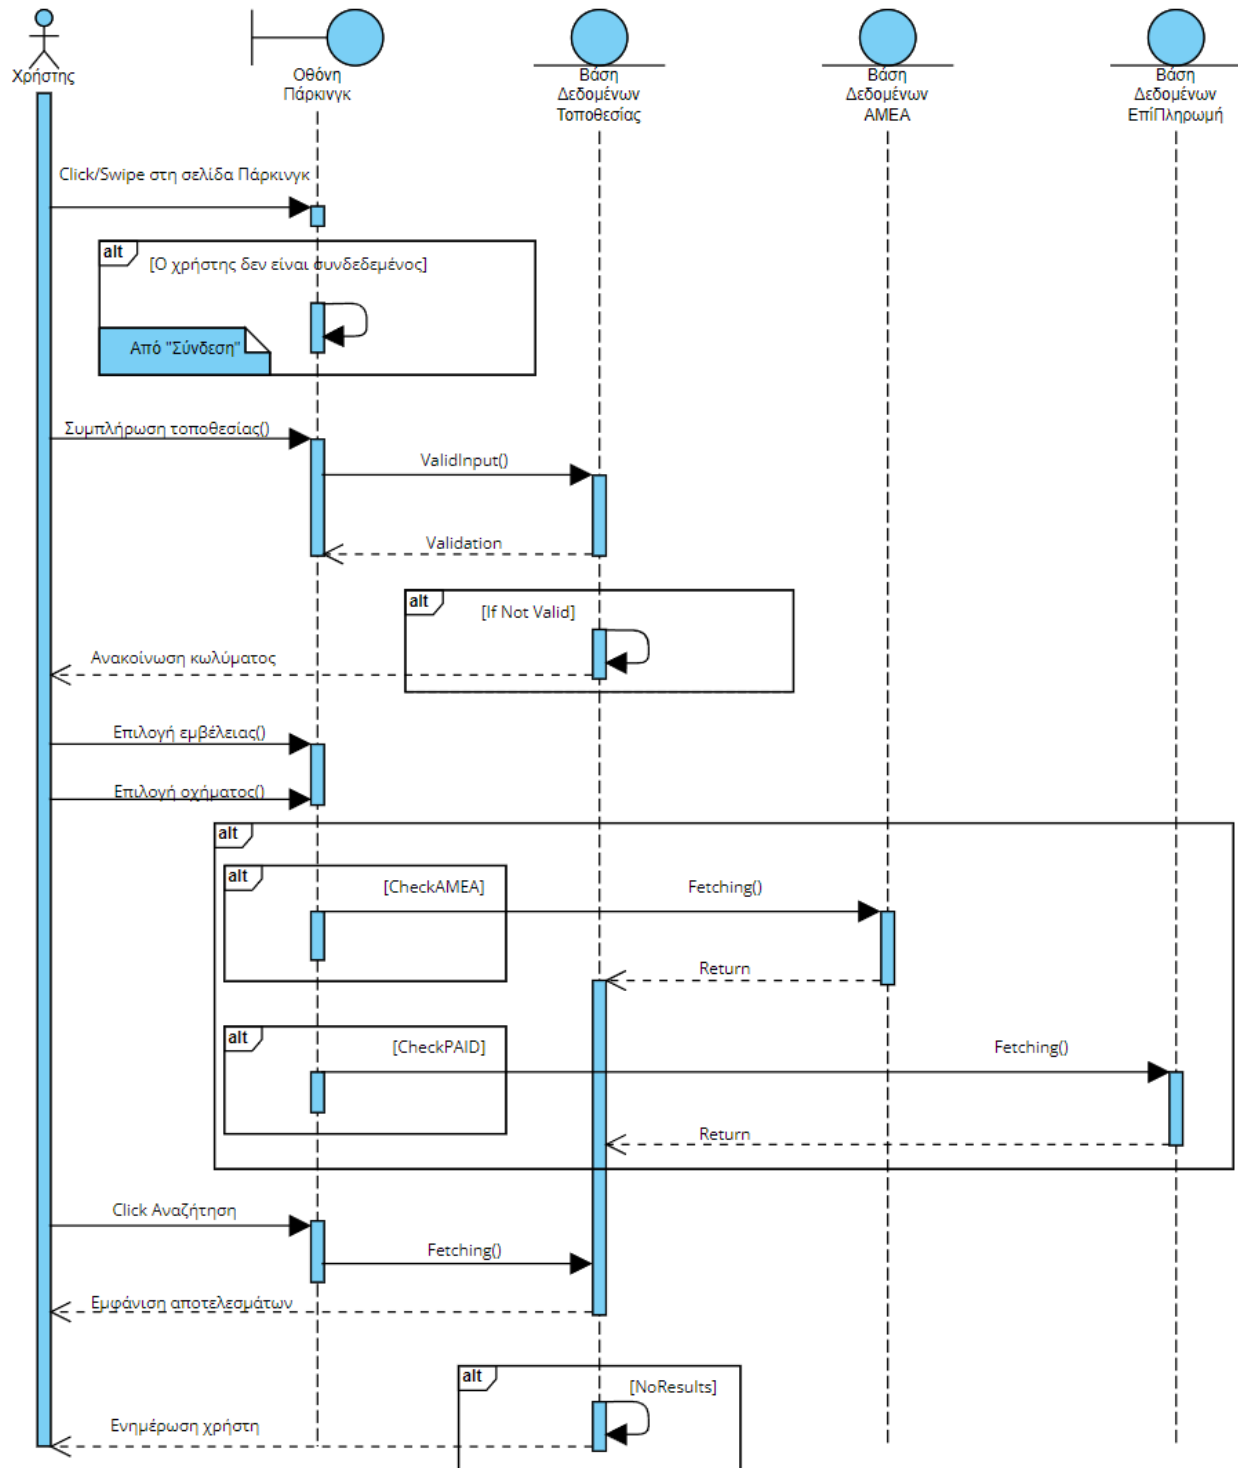 Χρήστης
Οθόνη
Πάρκινγκ
Βάση
Δεδομένων
Τοποθεσίας
Βάση
Δεδομένων
ΑΜΕΑ
Βάση
Δεδομένων
ΕπίΠληρωμή
Click/Swipe στη σελίδα Πάρκινγκ
alt
[Ο χρήστης δεν είναι συνδεδεμένος]
Από "Σύνδεση"
Συμπλήρωση τοποθεσίας()
ValidInput()
Validation
alt
[If Not Valid]
Ανακοίνωση κωλύματος
Επιλογή εμβέλειας()
Επιλογή οχήματος()
alt
alt
[CheckAMEA]
Fetching()
Return
alt
[CheckPAID]
Fetching()
Return
Click Αναζήτηση
Fetching()
Εμφάνιση αποτελεσμάτων
alt
[NoResults]
Ενημέρωση χρήστη